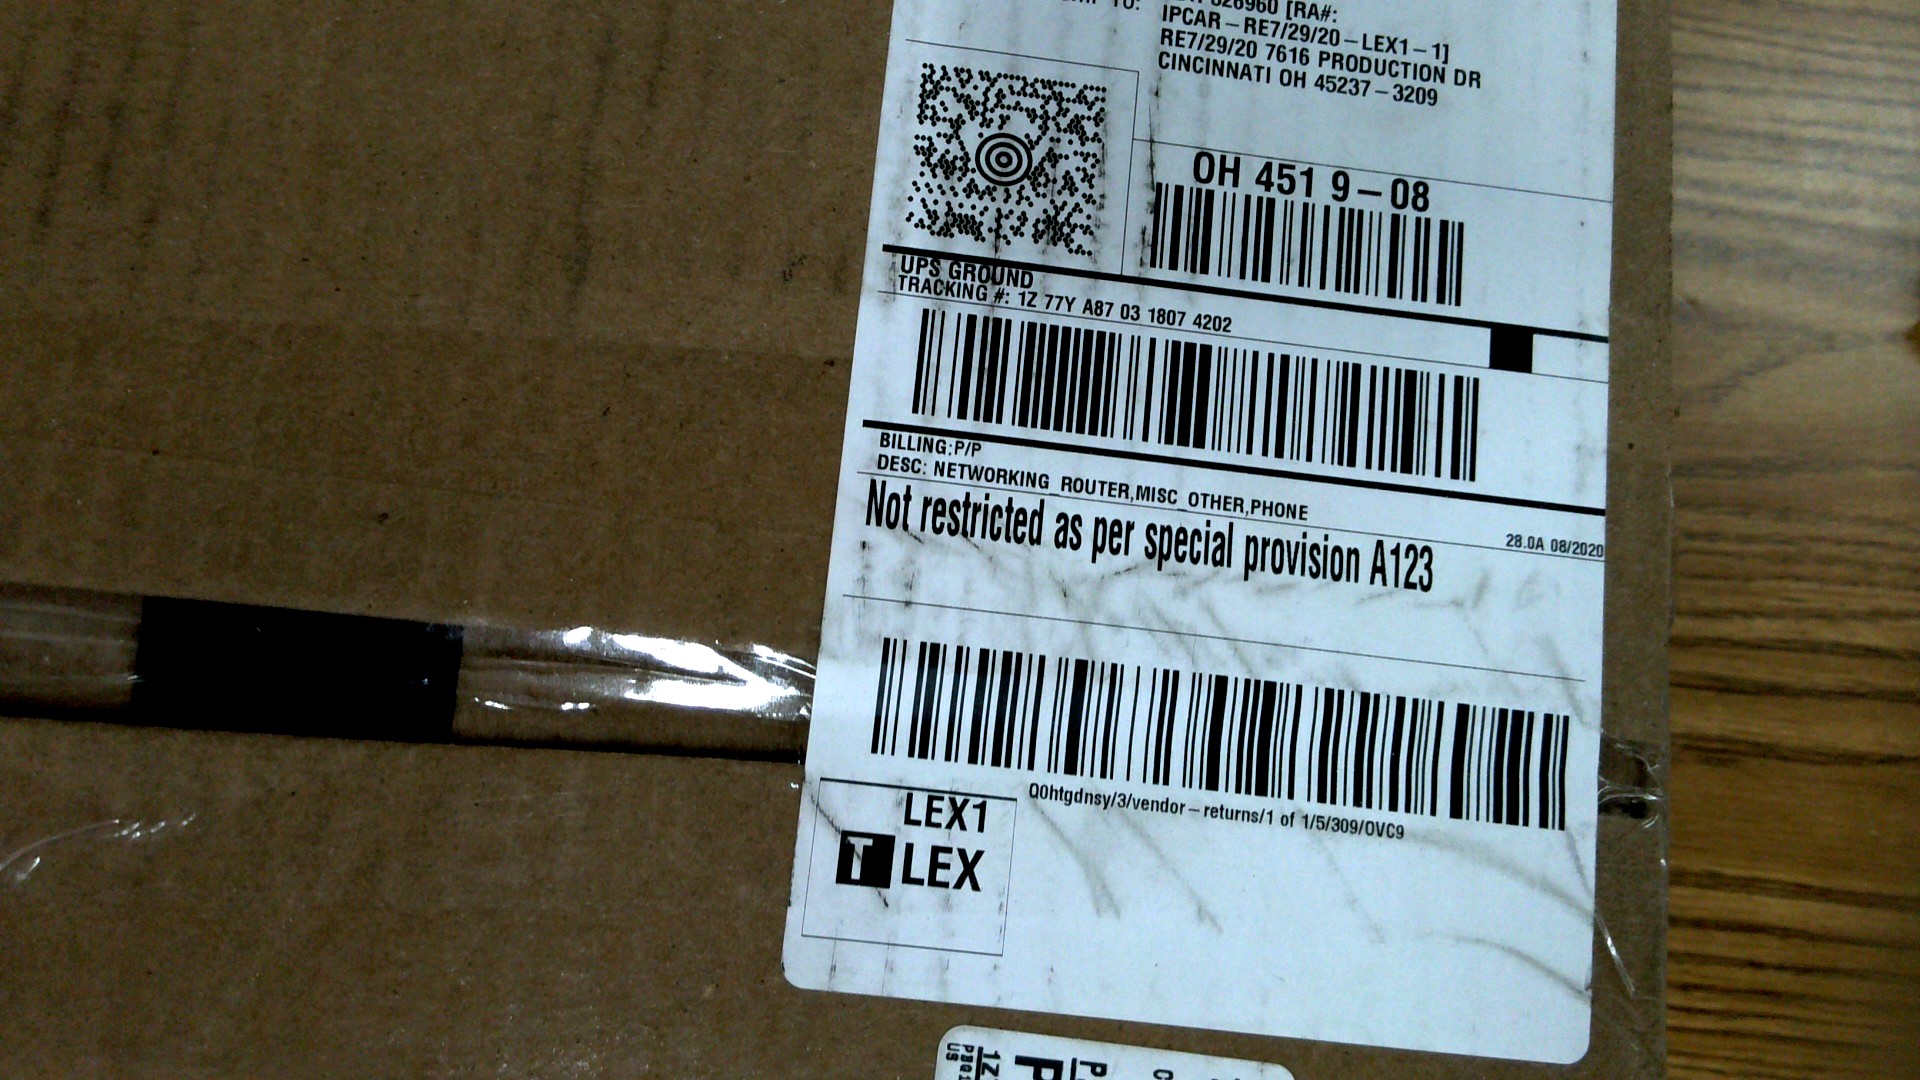 TO:
826960 [RA#:
IPCAR-RE7/29/20-LEX1-1]
RE7/29/20 7616 PRODUCTION DR
CINCINNATI OH 45237-3209
OH 451 9-08
UPS GROUND
TRACKING #: 1Z 77Y A87 03 1807 4202
BILLING:P/P
DESC: NETWORKING_ROUTER,MISC_OTHER,PHONE
28.0A 08/2020
Not restricted as per special provision A123
Q0htgdnsy/3/vendor-returns/1 of 1/5/309/OVC9
LEX1
T LEX